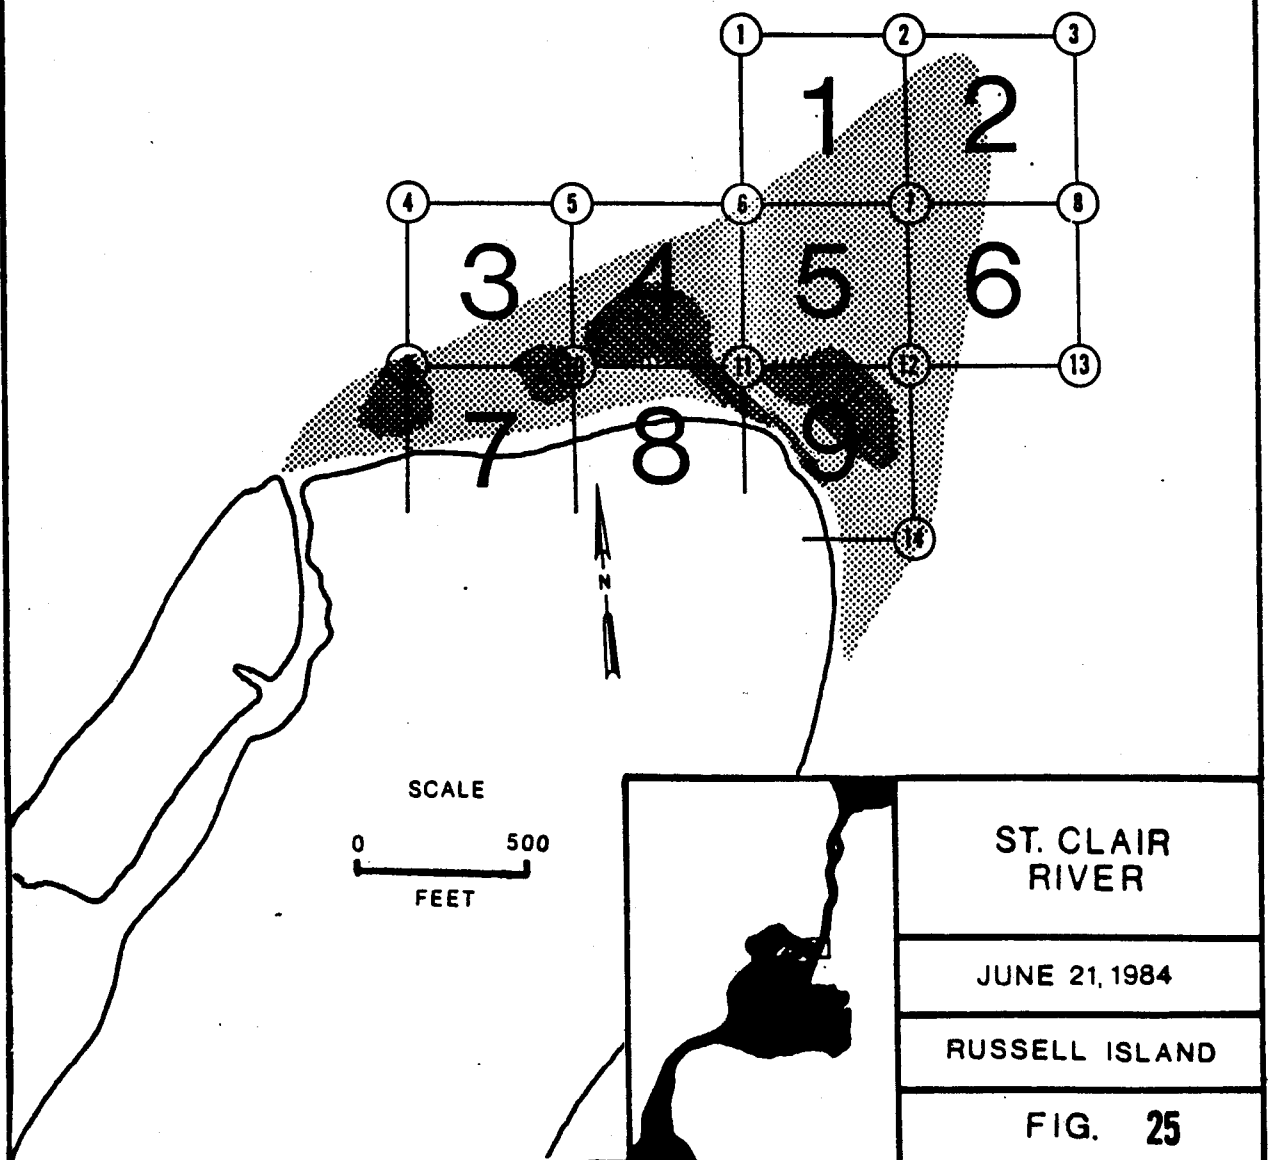 1 2 3
1 2
4 5 6 7 8
3 4 5 6
11 12 13
7 8 9
14
N
SCALE
0 500
FEET
ST. CLAIR
RIVER
JUNE 21, 1984
RUSSELL ISLAND
FIG. 25